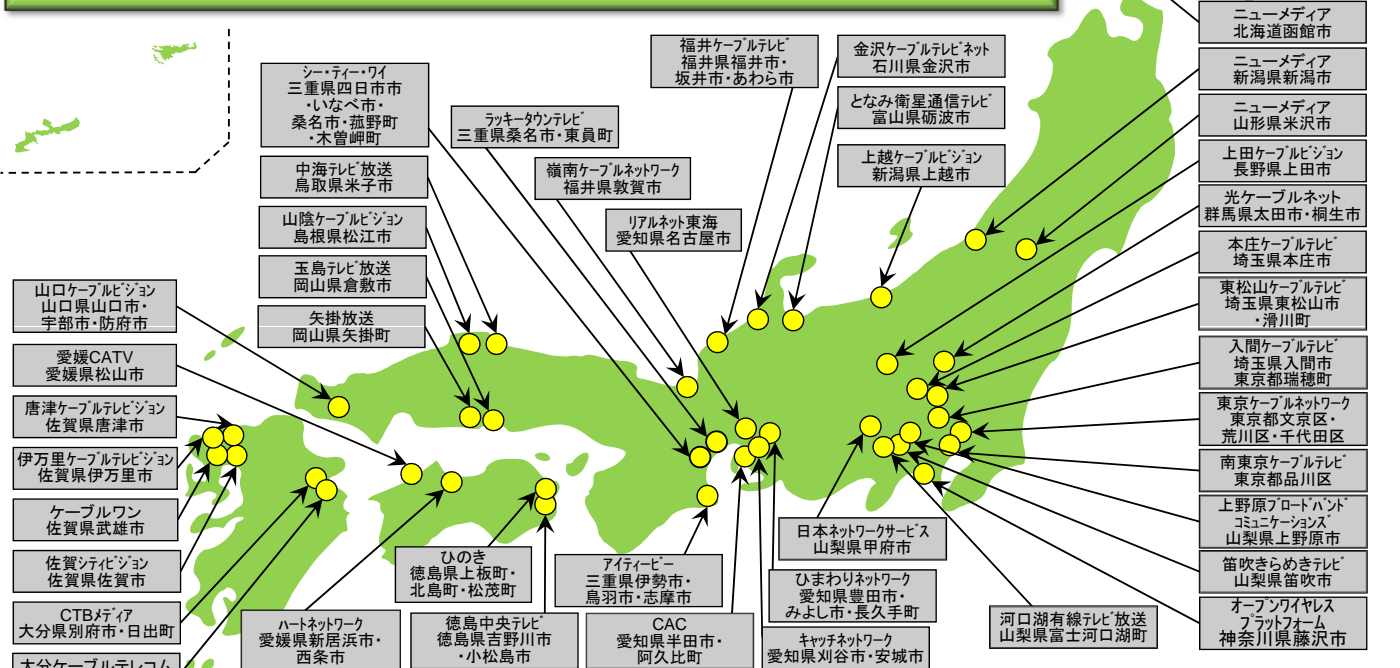 ニューメディア
北海道函館市
ニューメディア
新潟県新潟市
ニューメディア
山形県米沢市
上田ケーブルビジョン
長野県上田市
光ケーブルネット
群馬県太田市・桐生市
本庄ケーブルテレビ
埼玉県本庄市
東松山ケーブルテレビ
埼玉県東松山市
・滑川町
入間ケーブルテレビ
埼玉県入間市
東京都瑞穂町
東京ケーブルネットワーク
東京都文京区・
荒川区・千代田区
南東京ケーブルテレビ
東京都品川区
上野原ブロードバンド
コミュニケーションズ
山梨県上野原市
笛吹きらめきテレビ
山梨県笛吹市
オープンワイヤレス
プラットフォーム
神奈川県藤沢市
福井ケーブルテレビ
福井県福井市・
坂井市・あわら市
金沢ケーブルテレビネット
石川県金沢市
となみ衛星通信テレビ
富山県砺波市
上越ケーブルビジョン
新潟県上越市
シー・ティー・ワイ
三重県四日市市
・いなべ市・
桑名市・菰野町
・木曽岬町
ラッキータウンテレビ
三重県桑名市・東員町
嶺南ケーブルネットワーク
福井県敦賀市
リアルネット東海
愛知県名古屋市
中海テレビ放送
鳥取県米子市
山陰ケーブルビジョン
島根県松江市
玉島テレビ放送
岡山県倉敷市
矢掛放送
岡山県矢掛町
山口ケーブルビジョン
山口県山口市・
宇部市・防府市
愛媛CATV
愛媛県松山市
唐津ケーブルテレビジョン
佐賀県唐津市
伊万里ケーブルテレビジョン
佐賀県伊万里市
ケーブルワン
佐賀県武雄市
佐賀シティビジョン
佐賀県佐賀市
CTBメディア
大分県別府市・日出町
大分ケーブルテレコム
ハートネットワーク
愛媛県新居浜市・
西条市
ひのき
徳島県上板町・
北島町・松茂町
徳島中央テレビ
徳島県吉野川市
・小松島市
アイティービー
三重県伊勢市・
鳥羽市・志摩市
CAC
愛知県半田市・
阿久比町
日本ネットワークサービス
山梨県甲府市
ひまわりネットワーク
愛知県豊田市・
みよし市・長久手町
キャッチネットワーク
愛知県刈谷市・安城市
河口湖有線テレビ放送
山梨県富士河口湖町